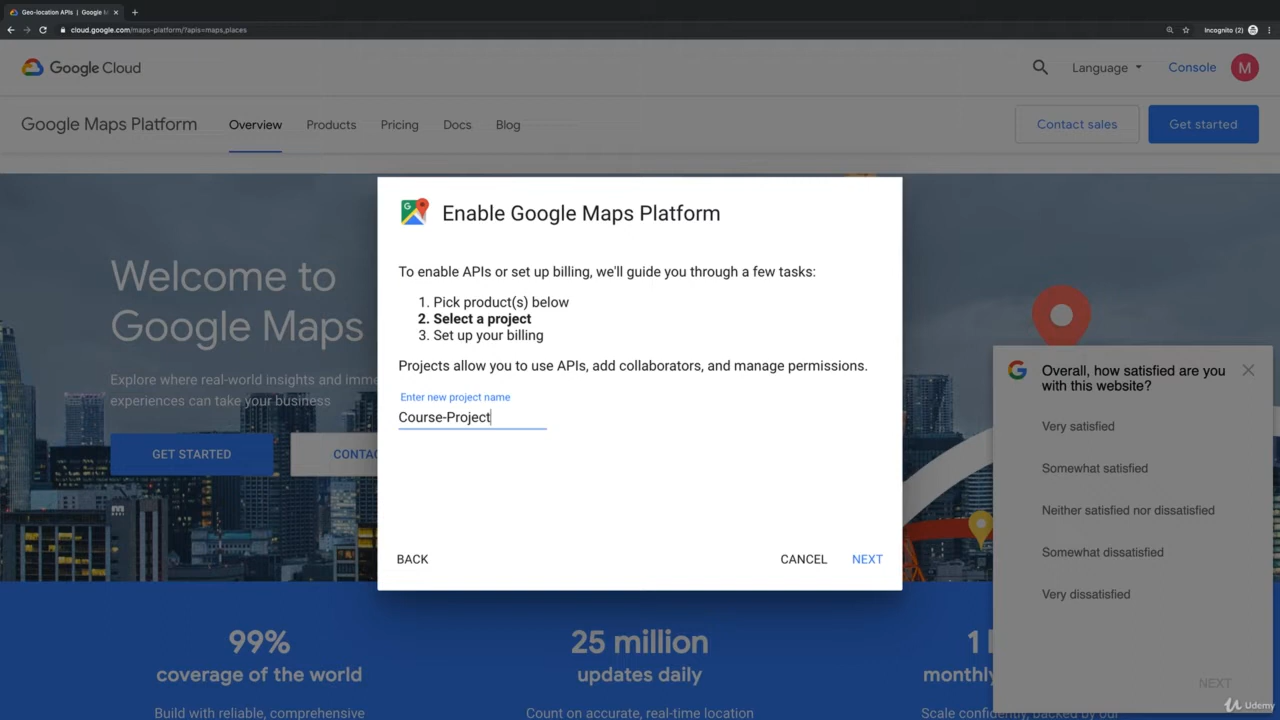 Geo-location APIs | Google M
cloud.google.com/maps-platform/?apis=maps,places
Incognito (2)
Google Cloud
Language
Console
M
Google Maps Platform
Overview
Products
Pricing
Docs
Blog
Contact sales
Get started
Welcome to
Google Maps
Explore where real-world insights and imme
experiences can take your business
GET STARTED
CONTAC
Enable Google Maps Platform
To enable APIs or set up billing, we'll guide you through a few tasks:
1. Pick product(s) below
2. Select a project
3. Set up your billing
Projects allow you to use APIs, add collaborators, and manage permissions.
Enter new project name
Course-Project
BACK
CANCEL
NEXT
Overall, how satisfied are you
with this website?
Very satisfied
Somewhat satisfied
Neither satisfied nor dissatisfied
Somewhat dissatisfied
Very dissatisfied
NEXT
99%
coverage of the world
Build with reliable, comprehensive
25 million
updates daily
Count on accurate, real-time location
1
monthly
Scale confidently, backed by our
Udemy